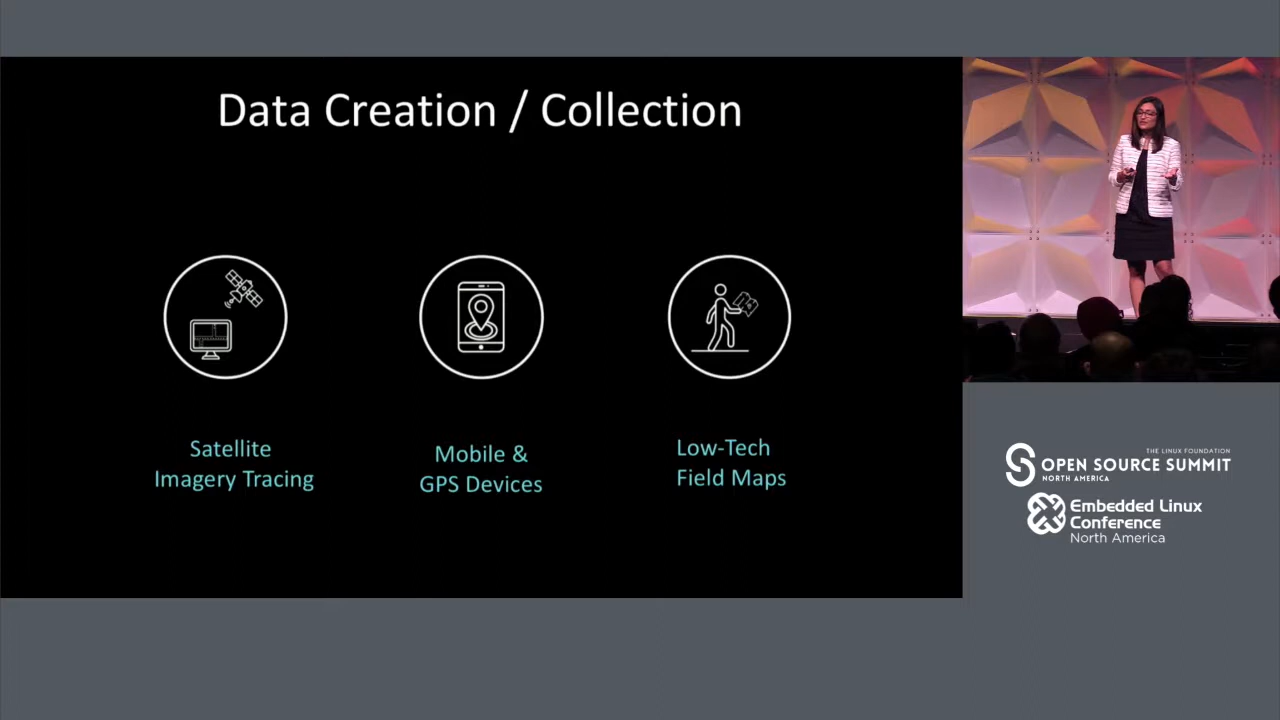 Data Creation / Collection
Satellite
Imagery Tracing
Mobile &
GPS Devices
Low-Tech
Field Maps
THE LINUX FOUNDATION
OPEN SOURCE SUMMIT
NORTH AMERICA
Embedded Linux
Conference
North America